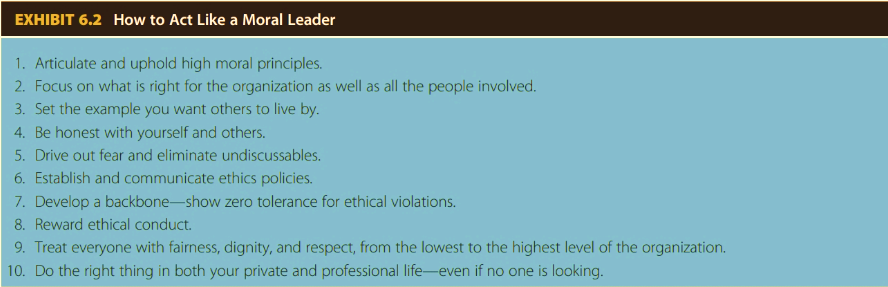 EXHIBIT 6.2 How to Act Like a Moral Leader
1. Articulate and uphold high moral principles.
2. Focus on what is right for the organization as well as all the people involved.
3. Set the example you want others to live by.
4. Be honest with yourself and others.
5. Drive out fear and eliminate undiscussables.
6. Establish and communicate ethics policies.
7. Develop a backbone—show zero tolerance for ethical violations.
8. Reward ethical conduct.
9. Treat everyone with fairness, dignity, and respect, from the lowest to the highest level of the organization.
10. Do the right thing in both your private and professional life—even if no one is looking.